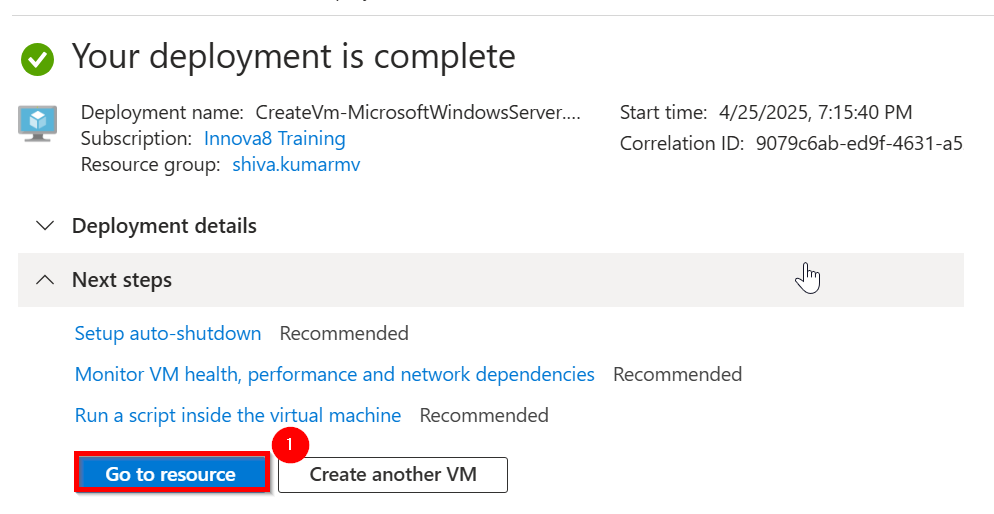 Your deployment is complete
Deployment name: CreateVm-MicrosoftWindowsServer.... Start time: 4/25/2025, 7:15:40 PM
Subscription: Innova8 Training Correlation ID: 9079c6ab-ed9f-4631-a5
Resource group: shiva.kumarmv
Deployment details
Next steps
Setup auto-shutdown Recommended
Monitor VM health, performance and network dependencies Recommended
Run a script inside the virtual machine Recommended
1
Go to resource Create another VM